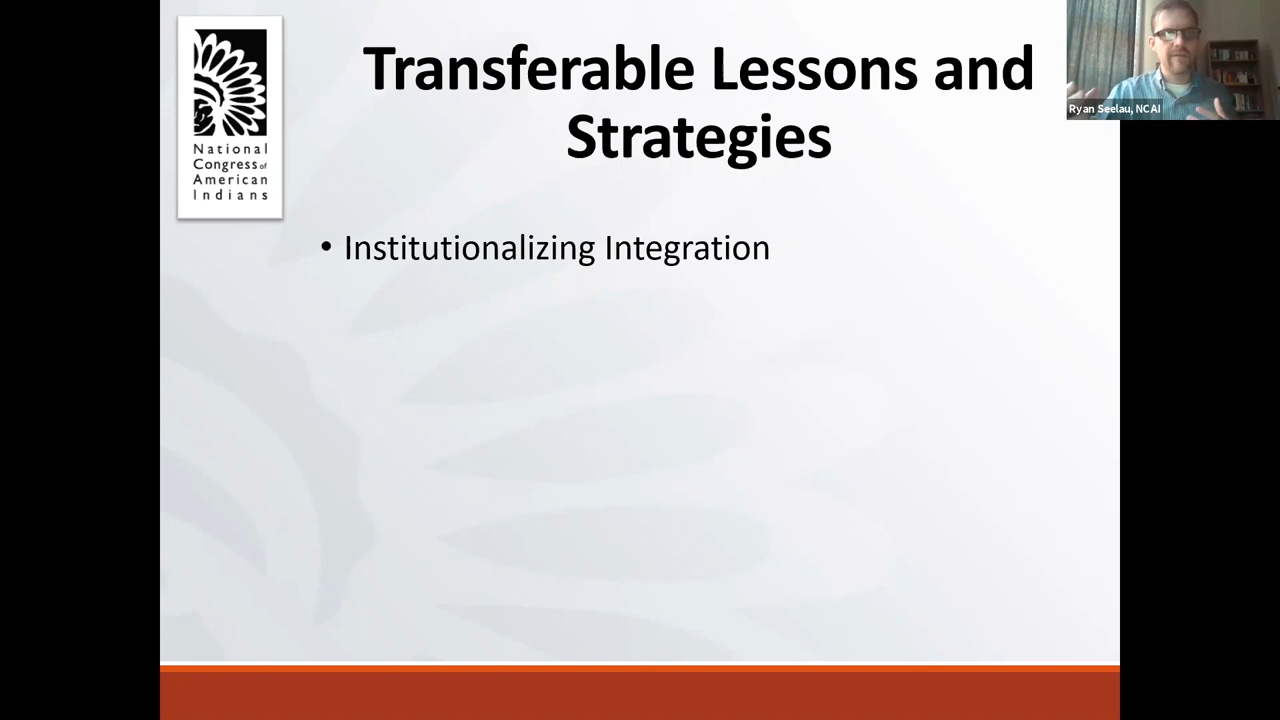 Transferable Lessons and
Strategies
National
Congress of
American
Indians
• Institutionalizing Integration
Ryan Seelau, NCAI